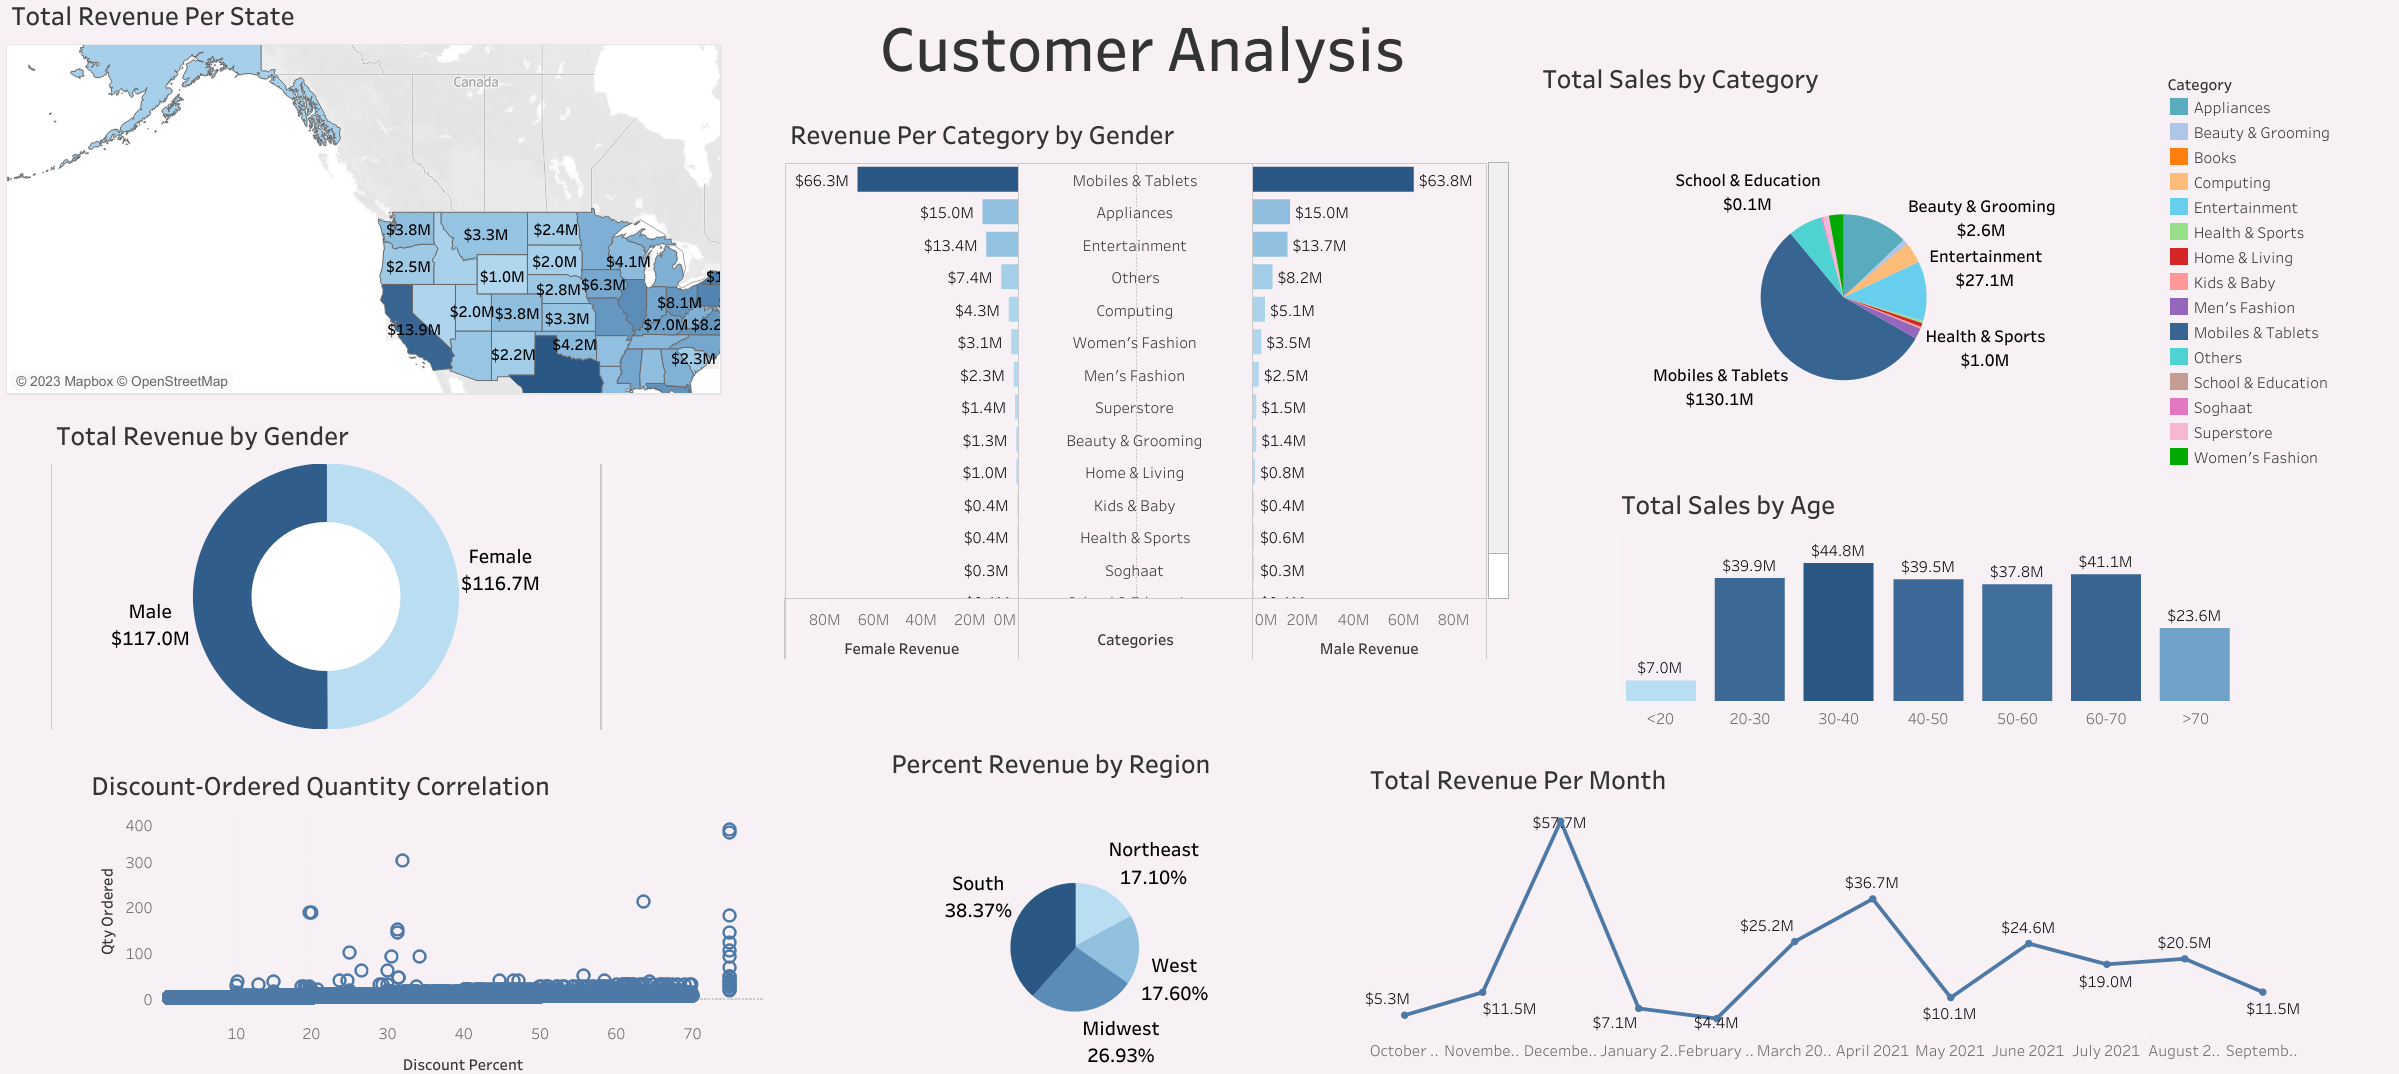 Total Revenue Per State
Canada
$3.8M
$3.3M
$2.4M
$2.5M
$1.0M
$2.0M
$4.1M
$2.8M
$6.3M
$2.0M
$3.8M
$3.3M
$8.1M
$7.0M
$8.2
$13.9M
$2.2M
$4.2M
$2.3M
© 2023 Mapbox © OpenStreetMap
Customer Analysis
Revenue Per Category by Gender
$66.3M Mobiles & Tablets $63.8M
$15.0M Appliances $15.0M
$13.4M Entertainment $13.7M
$7.4M Others $8.2M
$4.3M Computing $5.1M
$3.1M Women's Fashion $3.5M
$2.3M Men's Fashion $2.5M
$1.4M Superstore $1.5M
$1.3M Beauty & Grooming $1.4M
$1.0M Home & Living $0.8M
$0.4M Kids & Baby $0.4M
$0.4M Health & Sports $0.6M
$0.3M Soghaat $0.3M
80M 60M 40M 20M 0M
0M 20M 40M 60M 80M
Female Revenue
Categories
Male Revenue
Total Sales by Category
School & Education
$0.1M
Beauty & Grooming
$2.6M
Entertainment
$27.1M
Health & Sports
$1.0M
Mobiles & Tablets
$130.1M
Category
Appliances
Beauty & Grooming
Books
Computing
Entertainment
Health & Sports
Home & Living
Kids & Baby
Men's Fashion
Mobiles & Tablets
Others
School & Education
Soghaat
Superstore
Women's Fashion
Total Revenue by Gender
Female
$116.7M
Male
$117.0M
Total Sales by Age
$7.0M
$39.9M
$44.8M
$39.5M
$37.8M
$41.1M
$23.6M
<20 20-30 30-40 40-50 50-60 60-70 >70
Discount-Ordered Quantity Correlation
400
300
200
100
0
Qty Ordered
10 20 30 40 50 60 70
Discount Percent
Percent Revenue by Region
Northeast
17.10%
South
38.37%
West
17.60%
Midwest
26.93%
Total Revenue Per Month
$5.3M
$11.5M
$57.7M
$7.1M
$4.4M
$25.2M
$36.7M
$10.1M
$24.6M
$19.0M
$20.5M
$11.5M
October .. Novembe.. Decembe.. January 2.. February .. March 20.. April 2021 May 2021 June 2021 July 2021 August 2.. Septemb..